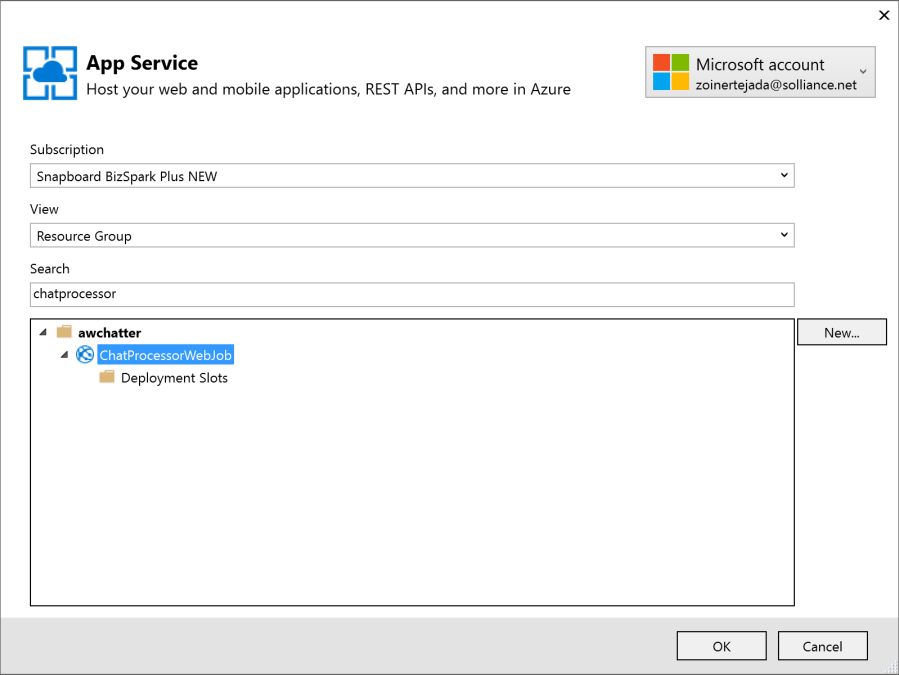 App Service
Host your web and mobile applications, REST APIs, and more in Azure
Microsoft account
zoinertejada@solliance.net
Subscription
Snapboard BizSpark Plus NEW
View
Resource Group
Search
chatprocessor
awchatter
ChatProcessorWebJob
Deployment Slots
New...
OK
Cancel